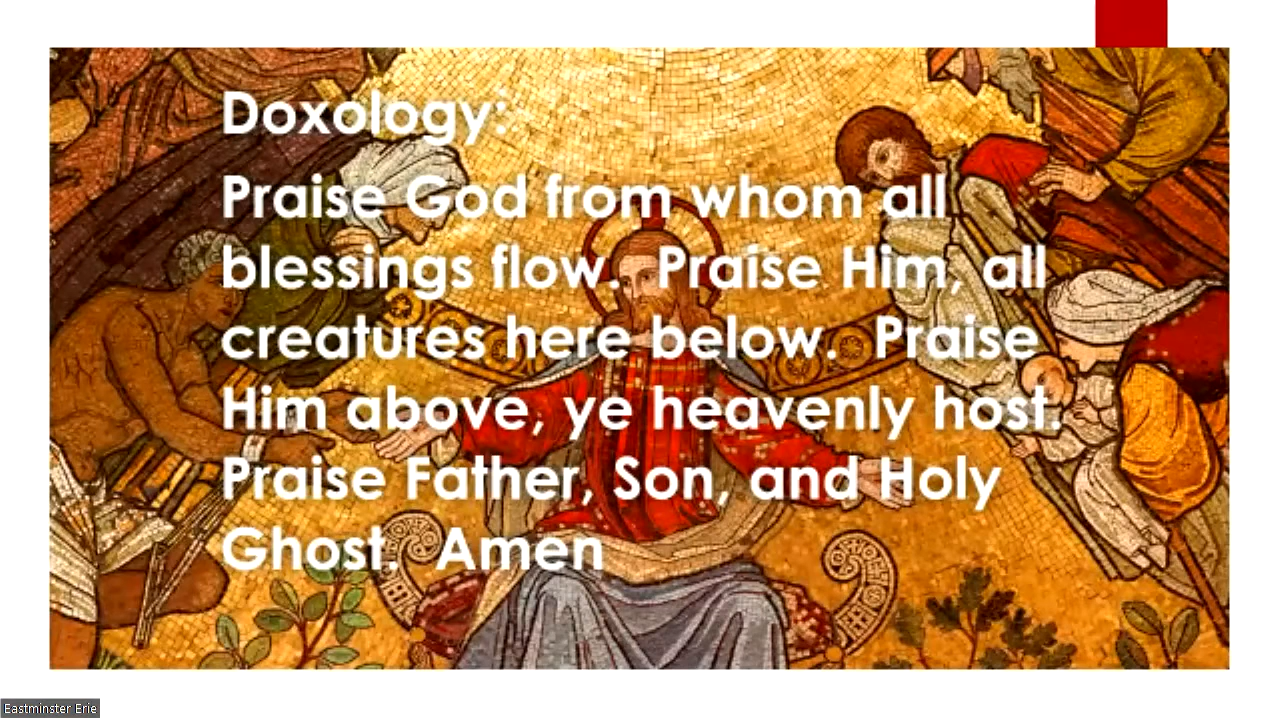 Doxology:
Praise God from whom all
blessings flow.  Praise Him, all
creatures here below.  Praise
Him above, ye heavenly host.
Praise Father, Son, and Holy
Ghost.  Amen
Eastminster Erie